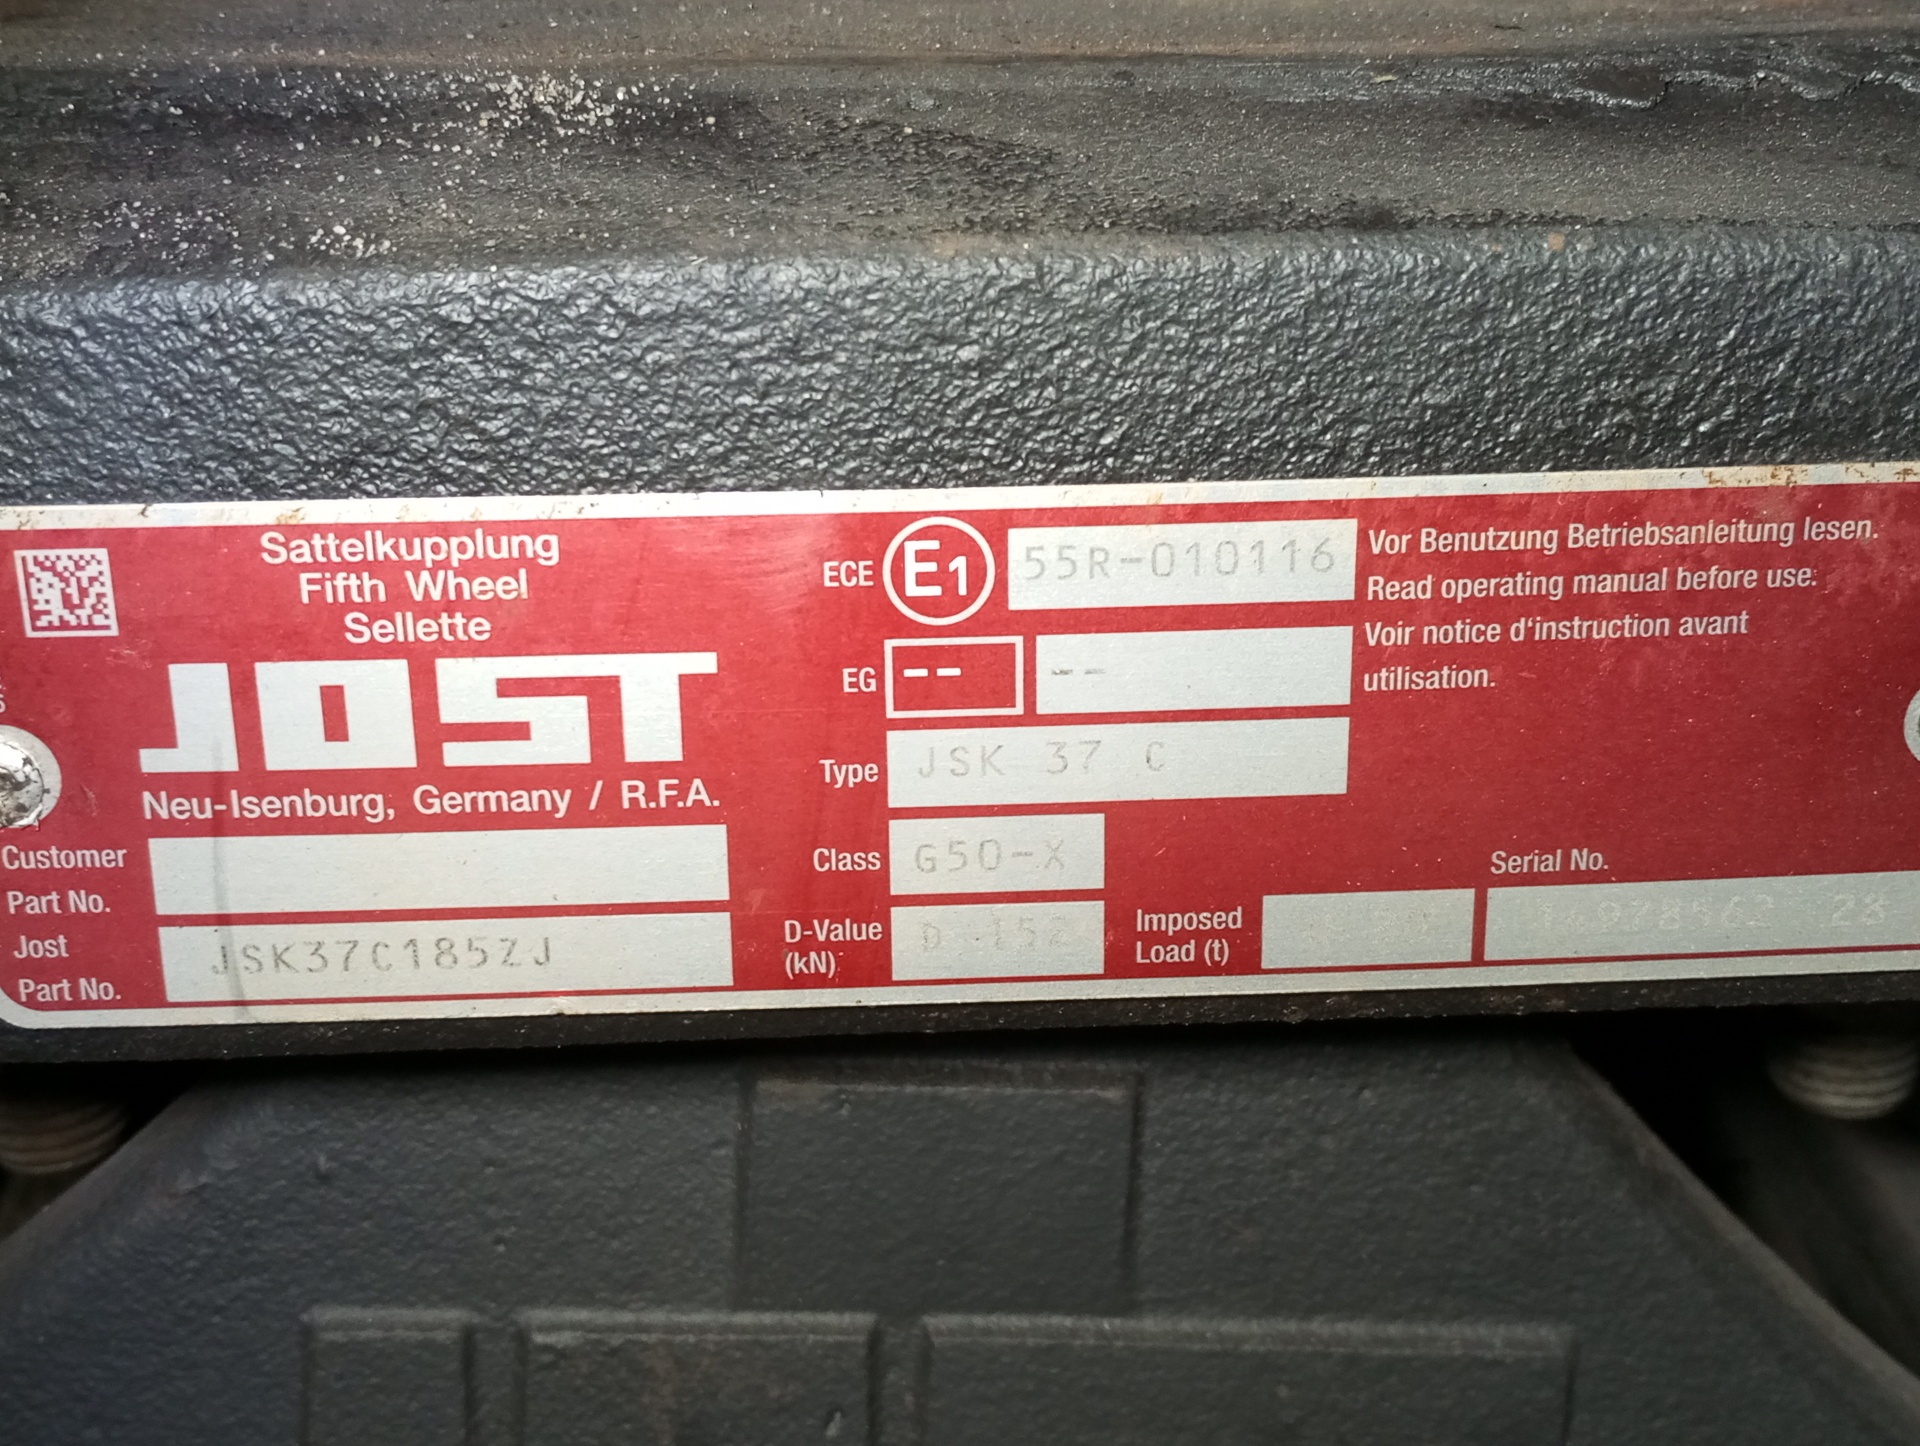 Sattelkupplung
Fifth Wheel
Sellette
JOST
Neu-Isenburg, Germany / R.F.A.
Customer
Part No.
Jost
Part No.
JSK37C185ZJ
ECE E1 55R-010116
EG -- --
Type JSK 37 C
Class G50-X
D-Value
(kN)
D 152
Imposed
Load (t)
Serial No.
Vor Benutzung Betriebsanleitung lesen.
Read operating manual before use.
Voir notice d'instruction avant
utilisation.